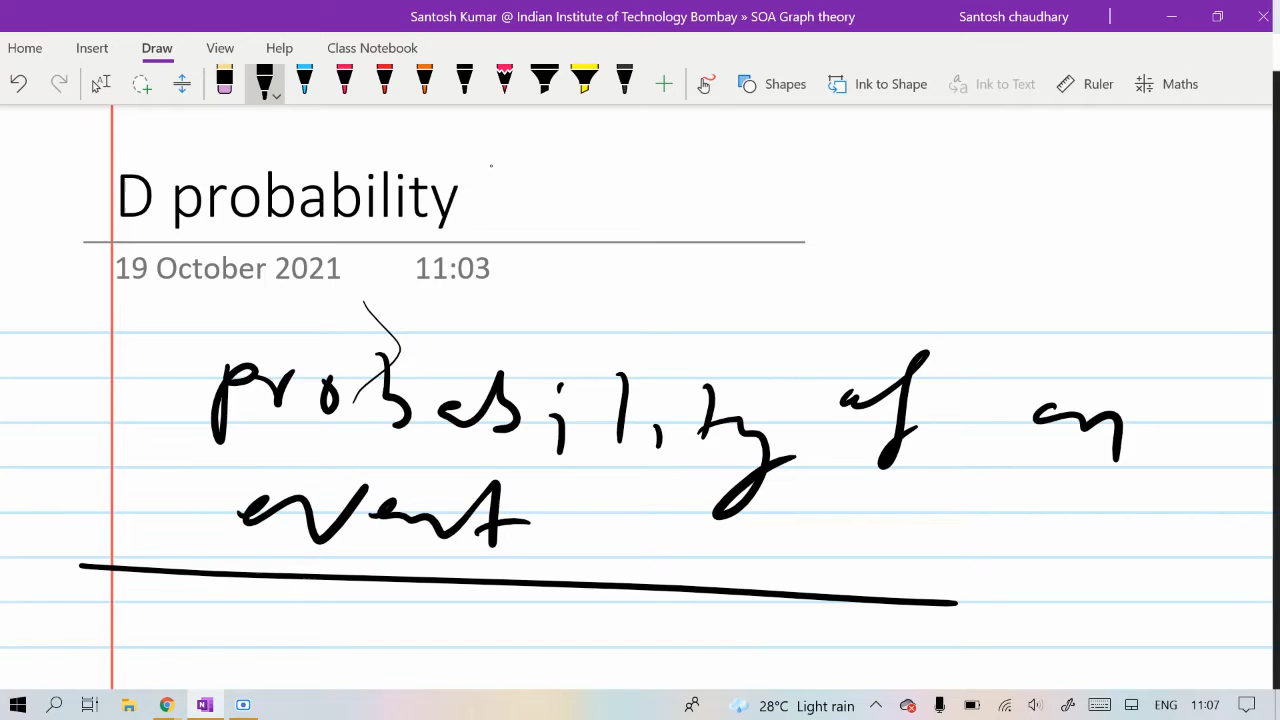 Santosh Kumar @ Indian Institute of Technology Bombay » SOA Graph theory Santosh chaudhary
Home Insert Draw View Help Class Notebook
Shapes Ink to Shape Ink to Text Ruler Maths
D probability
19 October 2021 11:03
probability of an
event
28°C Light rain ENG 11:07